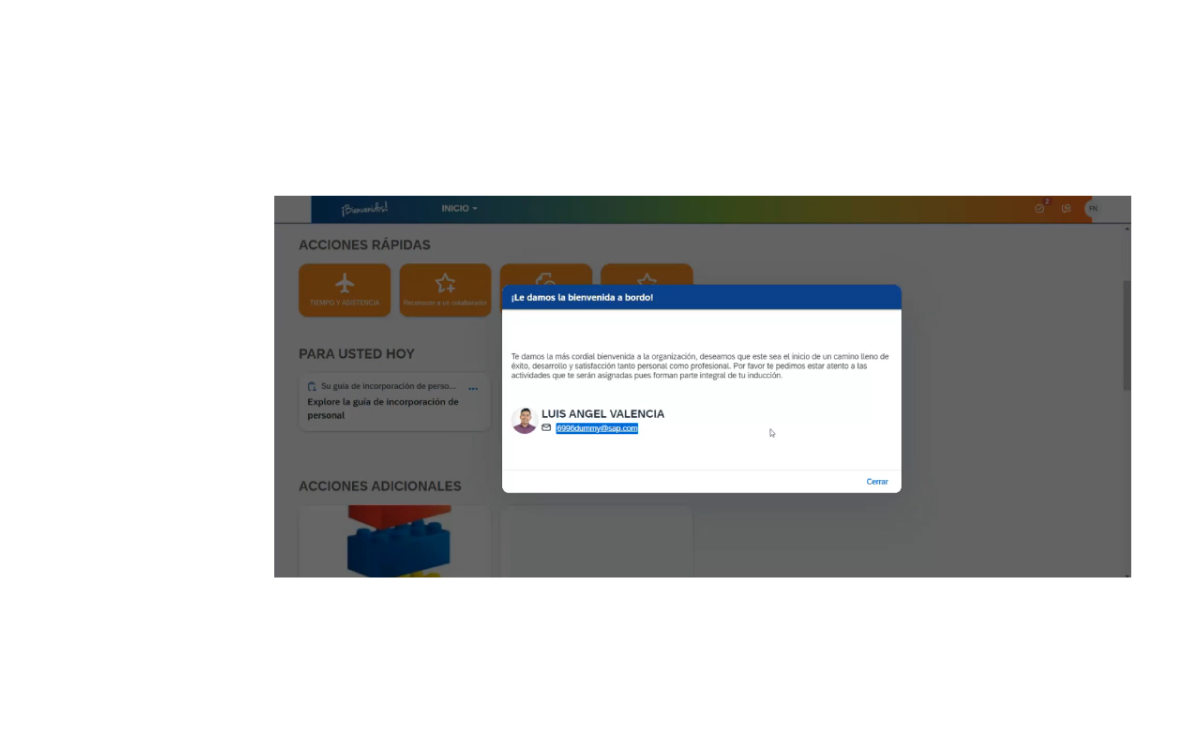 ¡Bienvenidos!
INICIO
2
ACCIONES RÁPIDAS
TIEMPO Y ASISTENCIA
Reconocer a un colaborador
¡Le damos la bienvenida a bordo!
PARA USTED HOY
Su guía de incorporación de perso...
Explore la guía de incorporación de
personal
Te damos la más cordial bienvenida a la organización, deseamos que este sea el inicio de un camino lleno de
éxito, desarrollo y satisfacción tanto personal como profesional. Por favor te pedimos estar atento a las
actividades que te serán asignadas pues forman parte integral de tu inducción.
LUIS ANGEL VALENCIA
6996dummy@sap.com
Cerrar
ACCIONES ADICIONALES